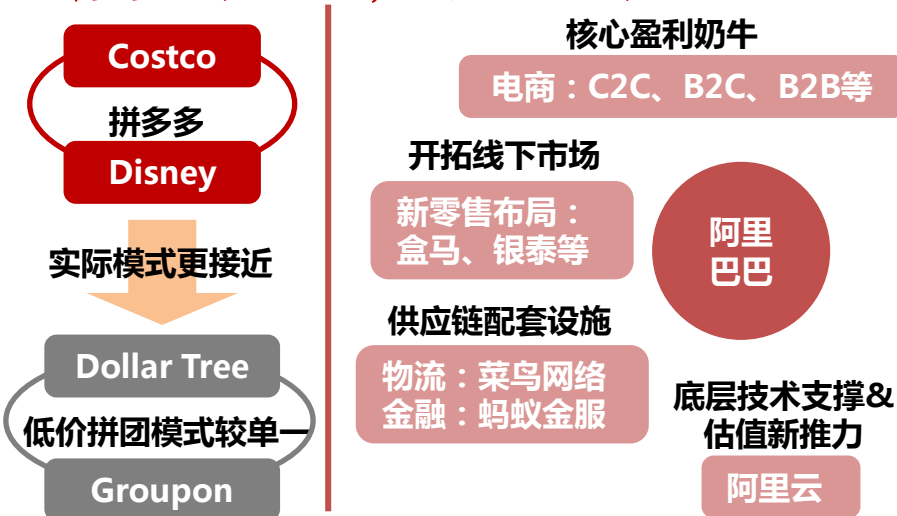 Costco
拼多多
Disney
实际模式更接近
Dollar Tree
低价拼团模式较单一
Groupon
核心盈利奶牛
电商：C2C、B2C、B2B等
开拓线下市场
新零售布局：
盒马、银泰等
阿里
巴巴
供应链配套设施
物流：菜鸟网络
金融：蚂蚁金服
底层技术支撑&
估值新推力
阿里云